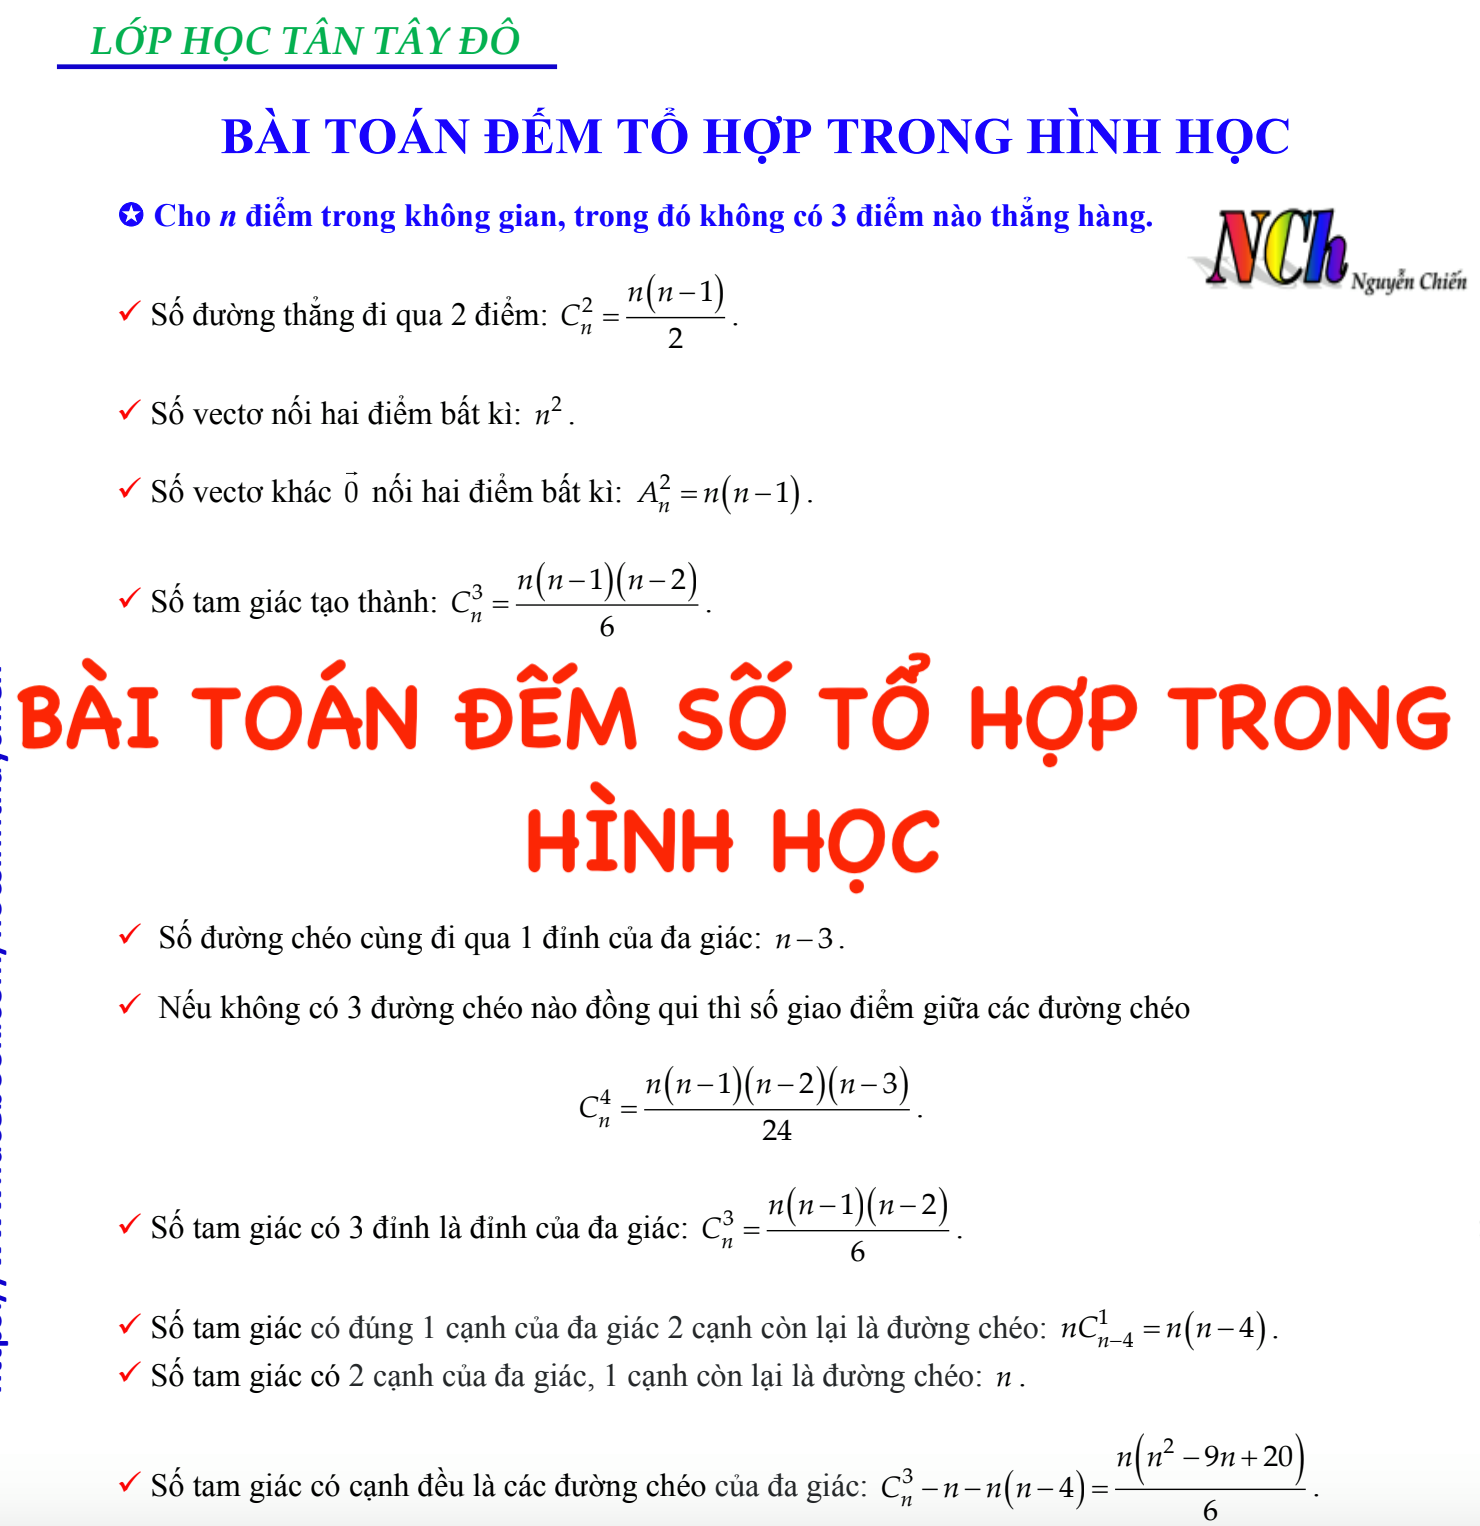 LỚP HỌC TÂN TÂY ĐÔ
BÀI TOÁN ĐẾM TỔ HỢP TRONG HÌNH HỌC
✪ Cho n điểm trong không gian, trong đó không có 3 điểm nào thẳng hàng.
NCh Nguyễn Chiến
✓ Số đường thẳng đi qua 2 điểm: C_n^2 = n(n−1)/2.
✓ Số vectơ nối hai điểm bất kì: n².
✓ Số vectơ khác 0⃗ nối hai điểm bất kì: A_n^2 = n(n−1).
✓ Số tam giác tạo thành: C_n^3 = n(n−1)(n−2)/6.
BÀI TOÁN ĐẾM SỐ TỔ HỢP TRONG
HÌNH HỌC
✓ Số đường chéo cùng đi qua 1 đỉnh của đa giác: n−3.
✓ Nếu không có 3 đường chéo nào đồng qui thì số giao điểm giữa các đường chéo
C_n^4 = n(n−1)(n−2)(n−3)/24.
✓ Số tam giác có 3 đỉnh là đỉnh của đa giác: C_n^3 = n(n−1)(n−2)/6.
✓ Số tam giác có đúng 1 cạnh của đa giác 2 cạnh còn lại là đường chéo: nC_{n−4}^1 = n(n−4).
✓ Số tam giác có 2 cạnh của đa giác, 1 cạnh còn lại là đường chéo: n.
✓ Số tam giác có cạnh đều là các đường chéo của đa giác: C_n^3 − n − n(n−4) = n(n²−9n+20)/6.